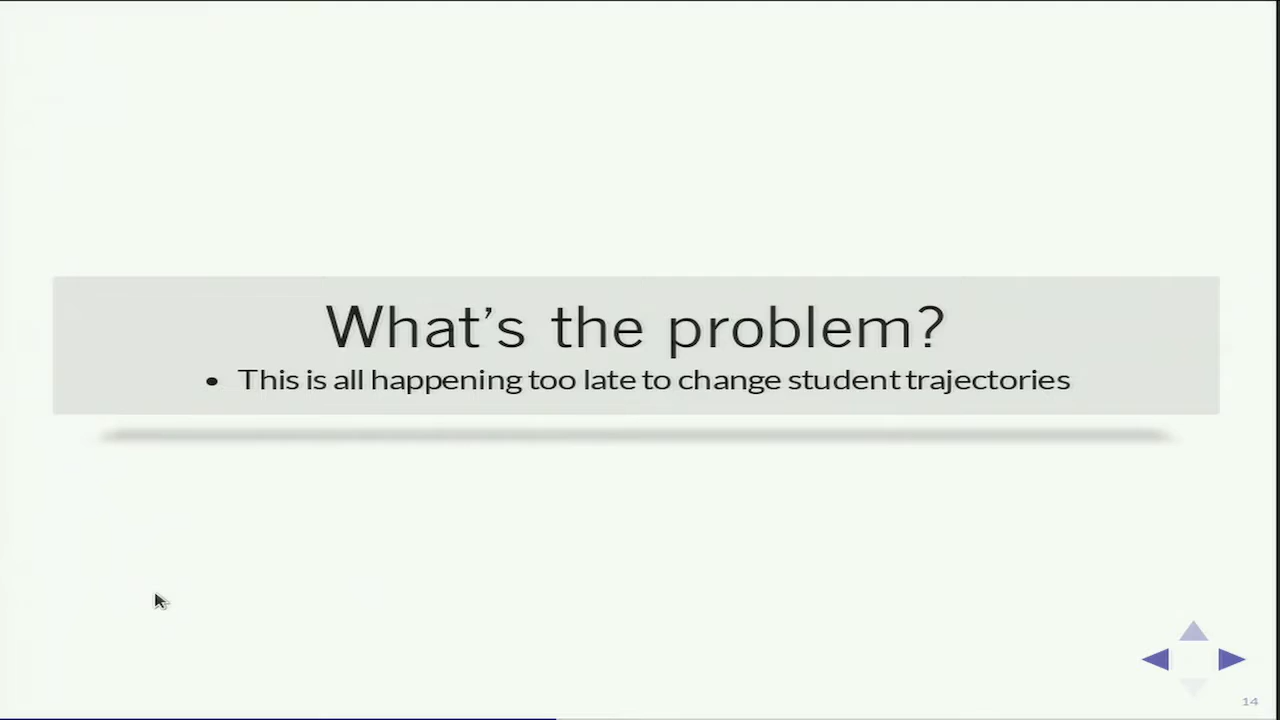 What’s the problem?
• This is all happening too late to change student trajectories
14